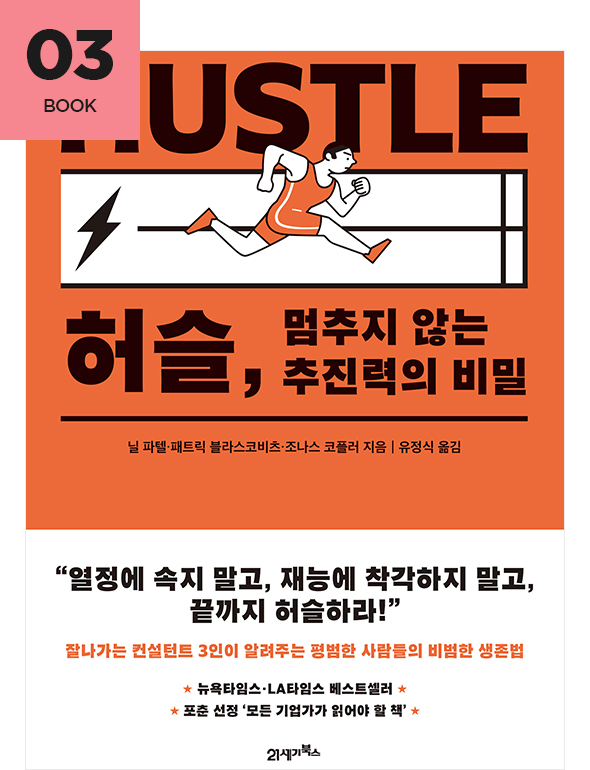 03
BOOK
HUSTLE
허슬, 멈추지 않는
추진력의 비밀
닐 파텔·패트릭 블라스코비츠·조나스 코플러 지음 | 유정식 옮김
“열정에 속지 말고, 재능에 착각하지 말고,
끝까지 허슬하라!”
잘나가는 컨설턴트 3인이 알려주는 평범한 사람들의 비범한 생존법
★ 뉴욕타임스·LA타임스 베스트셀러 ★
★ 포춘 선정 ‘모든 기업가가 읽어야 할 책’ ★
21세기북스